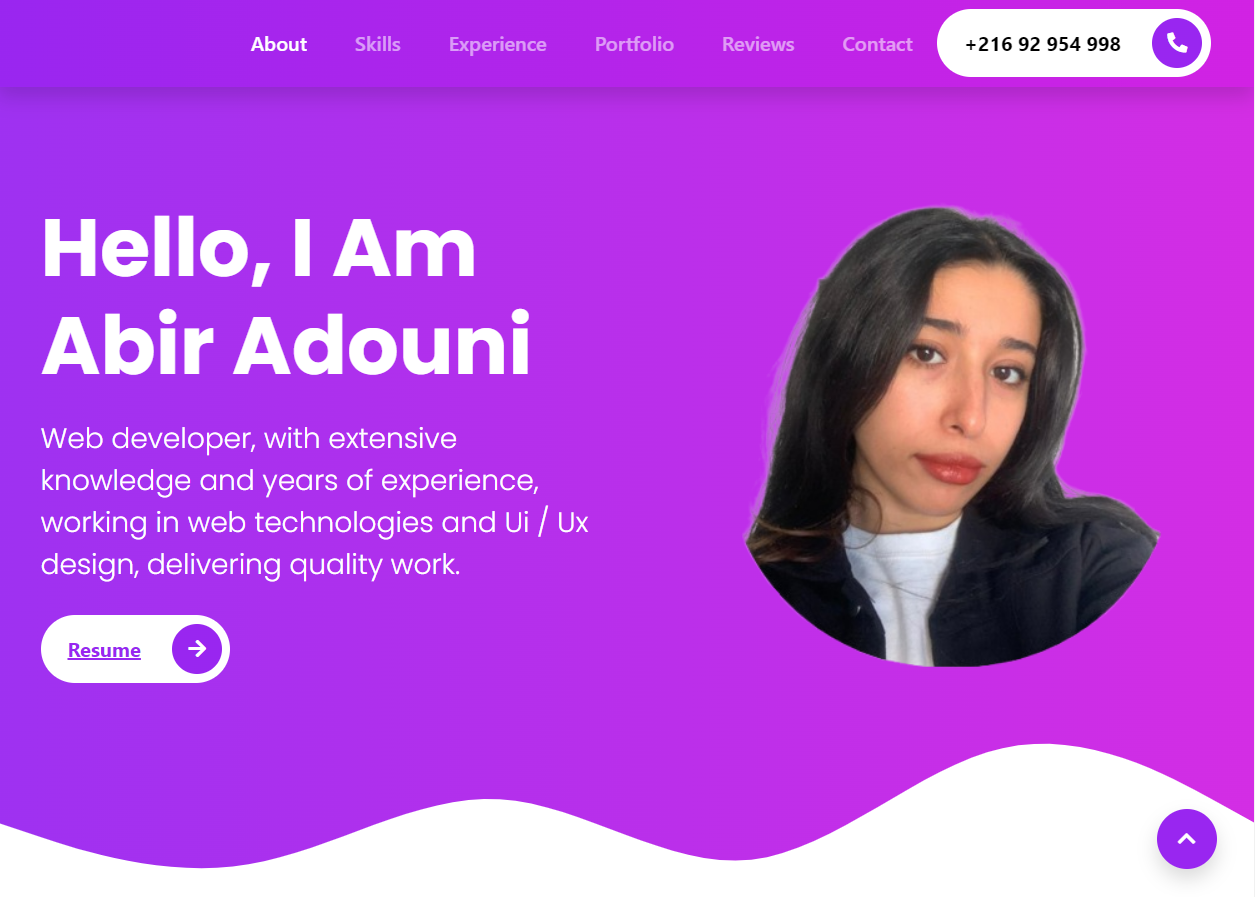 About Skills Experience Portfolio Reviews Contact +216 92 954 998
Hello, I Am
Abir Adouni
Web developer, with extensive
knowledge and years of experience,
working in web technologies and Ui / Ux
design, delivering quality work.
Resume